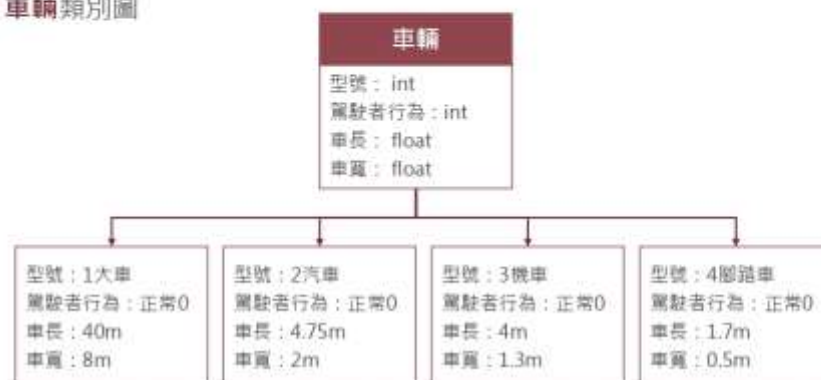 車輛類別圖
車輛
型號： int
駕駛者行為：int
車長： float
車寬： float
型號：1大車
駕駛者行為：正常0
車長：40m
車寬：8m
型號：2汽車
駕駛者行為：正常0
車長：4.75m
車寬：2m
型號：3機車
駕駛者行為：正常0
車長：4m
車寬：1.3m
型號：4腳踏車
駕駛者行為：正常0
車長：1.7m
車寬：0.5m